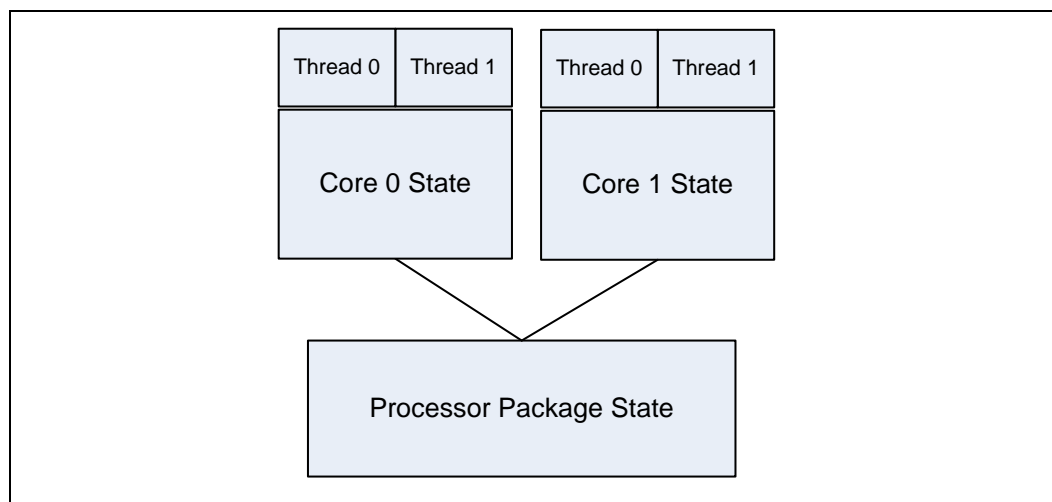 Thread 0 Thread 1 Thread 0 Thread 1
Core 0 State Core 1 State
Processor Package State